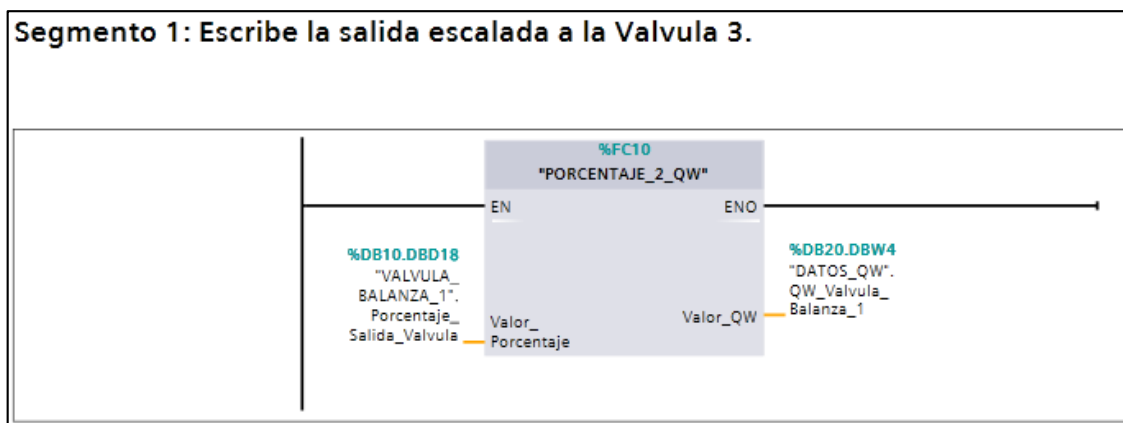 Segmento 1: Escribe la salida escalada a la Valvula 3.
%FC10
"PORCENTAJE_2_QW"
EN
ENO
%DB10.DBD18
"VALVULA_
BALANZA_1".
Porcentaje_
Salida_Valvula
Valor_
Porcentaje
Valor_QW
%DB20.DBW4
"DATOS_QW".
QW_Valvula_
Balanza_1